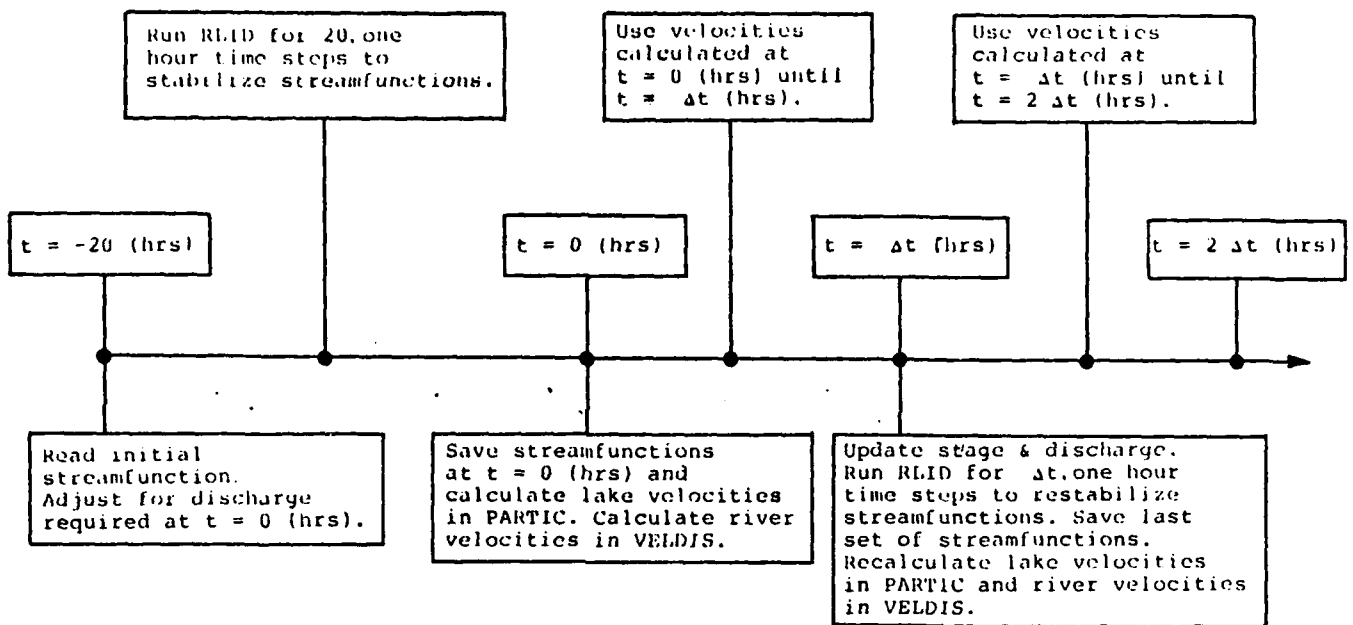 Run RLID for 20, one
hour time steps to
stabilize streamfunctions.
Use velocities
calculated at
t = 0 (hrs) until
t = Δt (hrs).
Use velocities
calculated at
t = Δt (hrs) until
t = 2 Δt (hrs).
t = -20 (hrs)
t = 0 (hrs)
t = Δt (hrs)
t = 2 Δt (hrs)
Read initial
streamfunction.
Adjust for discharge
required at t = 0 (hrs).
Save streamfunctions
at t = 0 (hrs) and
calculate lake velocities
in PARTIC. Calculate river
velocities in VELDIS.
Update stage & discharge.
Run RLID for Δt, one hour
time steps to restabilize
streamfunctions. Save last
set of streamfunctions.
Recalculate lake velocities
in PARTIC and river velocities
in VELDIS.